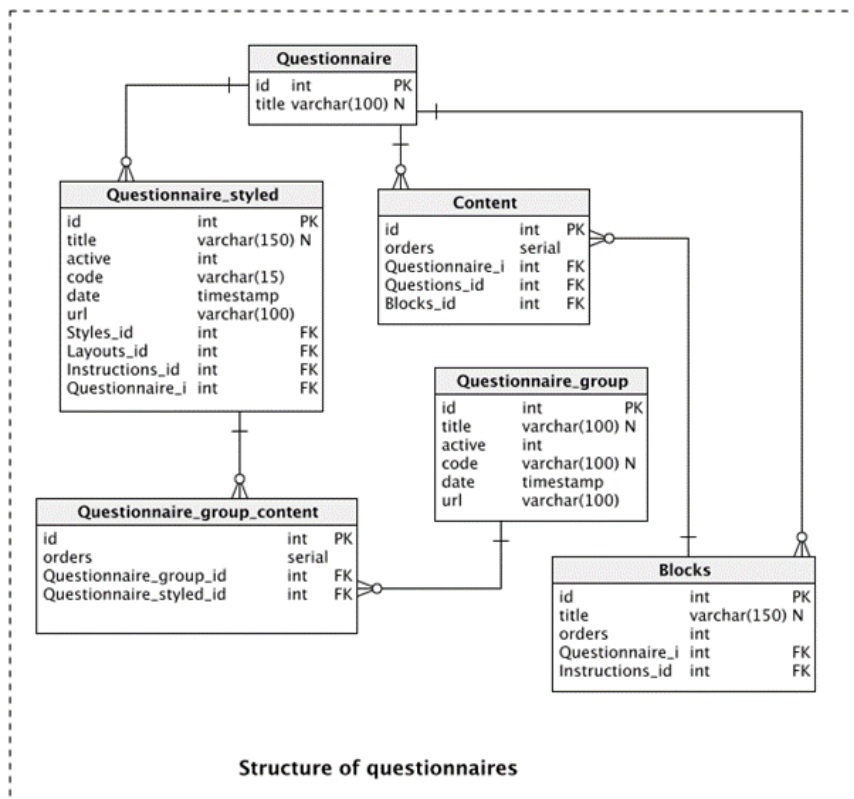 Questionnaire
id int PK
title varchar(100) N
Questionnaire_styled
id int PK
title varchar(150) N
active int
code varchar(15)
date timestamp
url varchar(100)
Styles_id int FK
Layouts_id int FK
Instructions_id int FK
Questionnaire_i int FK
Content
id int PK
orders serial
Questionnaire_i int FK
Questions_id int FK
Blocks_id int FK
Questionnaire_group
id int PK
title varchar(100) N
active int
code varchar(100) N
date timestamp
url varchar(100)
Questionnaire_group_content
id int PK
orders serial
Questionnaire_group_id int FK
Questionnaire_styled_id int FK
Blocks
id int PK
title varchar(150) N
orders int
Questionnaire_i int FK
Instructions_id int FK
Structure of questionnaires